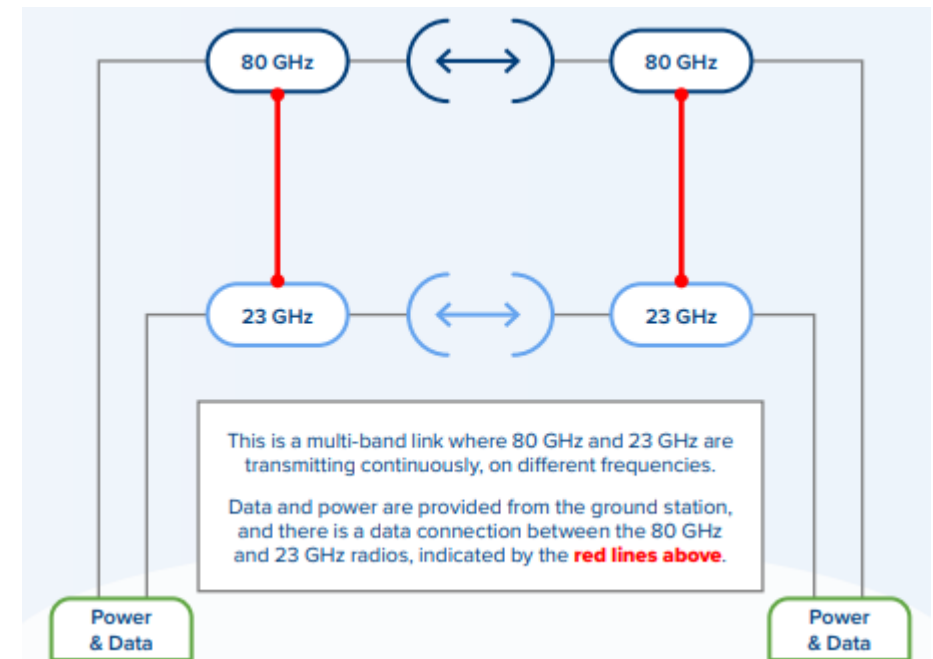 80 GHz
80 GHz
23 GHz
23 GHz
This is a multi-band link where 80 GHz and 23 GHz are
transmitting continuously, on different frequencies.
Data and power are provided from the ground station,
and there is a data connection between the 80 GHz
and 23 GHz radios, indicated by the red lines above.
Power
& Data
Power
& Data